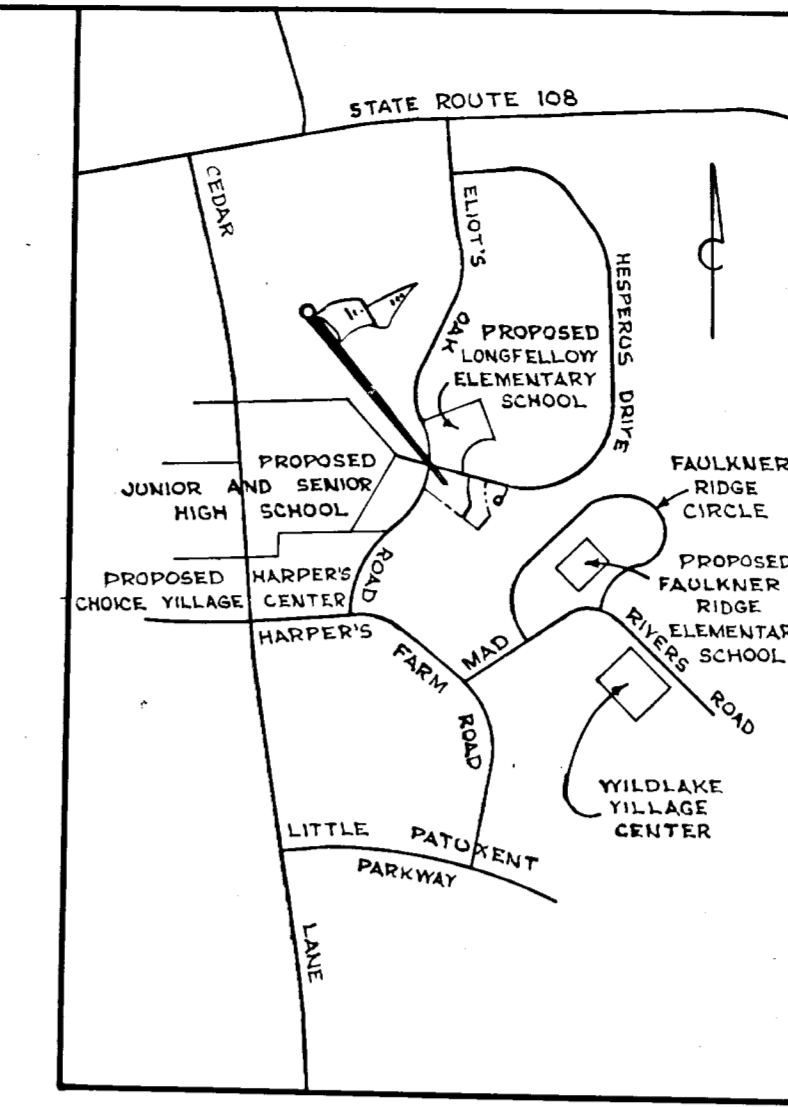 STATE ROUTE 108
CEDAR
ELIOT'S
OAK
HESPERUS DRIVE
PROPOSED
LONGFELLOW
ELEMENTARY
SCHOOL
PROPOSED
JUNIOR AND SENIOR
HIGH SCHOOL
FAULKNER
RIDGE
CIRCLE
ROAD
PROPOSED HARPER'S
CHOICE VILLAGE CENTER
PROPOSED
FAULKNER
RIDGE
ELEMENTAR
SCHOOL
HARPER'S
FARM
ROAD
MAD
RIVERS
ROAD
WILDLAKE
VILLAGE
CENTER
LITTLE PATUXENT
PARKWAY
LANE